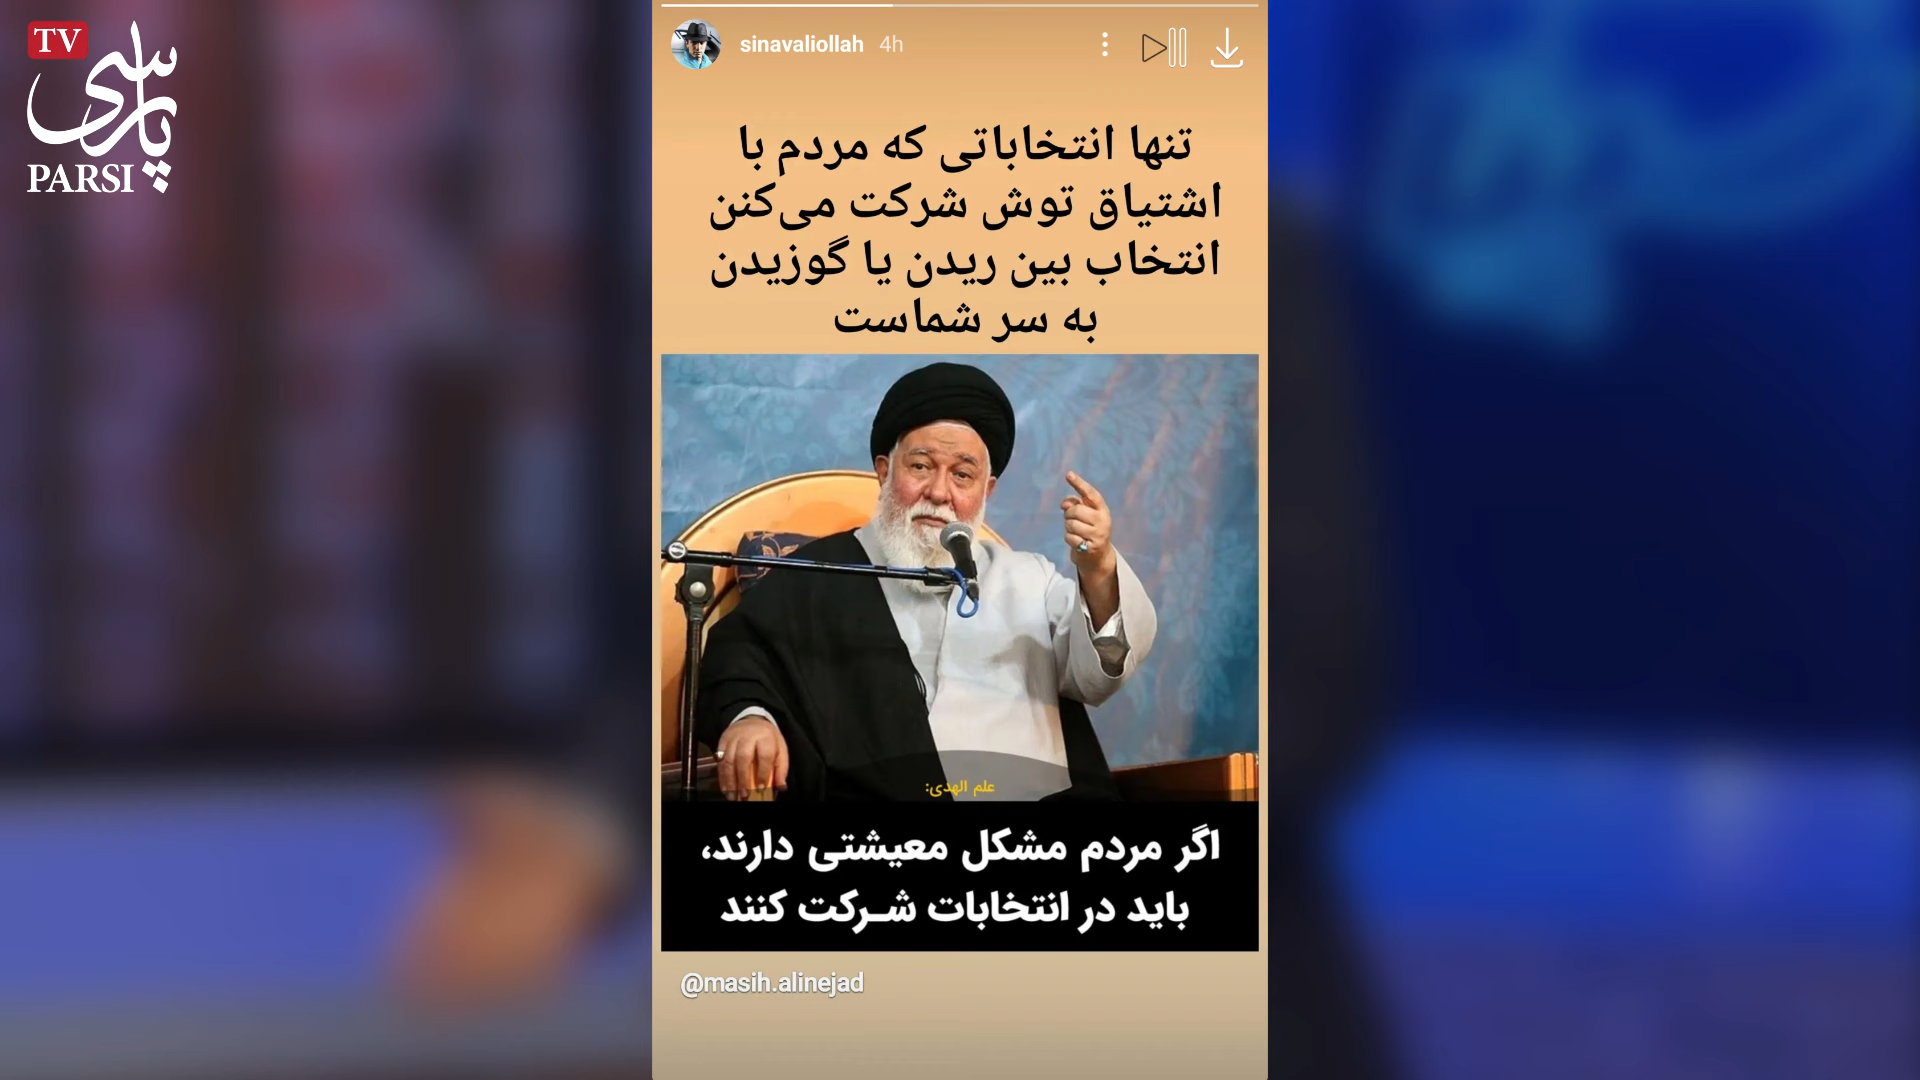 TV
پارسی
PARSI
sinavaliollah 4h
تنها انتخاباتی که مردم با
اشتیاق توش شرکت می‌کنن
انتخاب بین ریدن یا گوزیدن
به سر شماست
علم الهدی:
اگر مردم مشکل معیشتی دارند،
باید در انتخابات شرکت کنند
@masih.alinejad